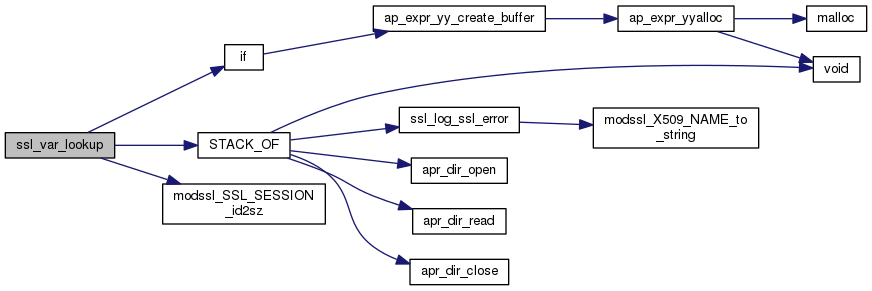 ap_expr_yy_create_buffer
ap_expr_yyalloc
malloc
if
void
ssl_var_lookup
STACK_OF
ssl_log_ssl_error
modssl_X509_NAME_to
_string
apr_dir_open
modssl_SSL_SESSION
_id2sz
apr_dir_read
apr_dir_close